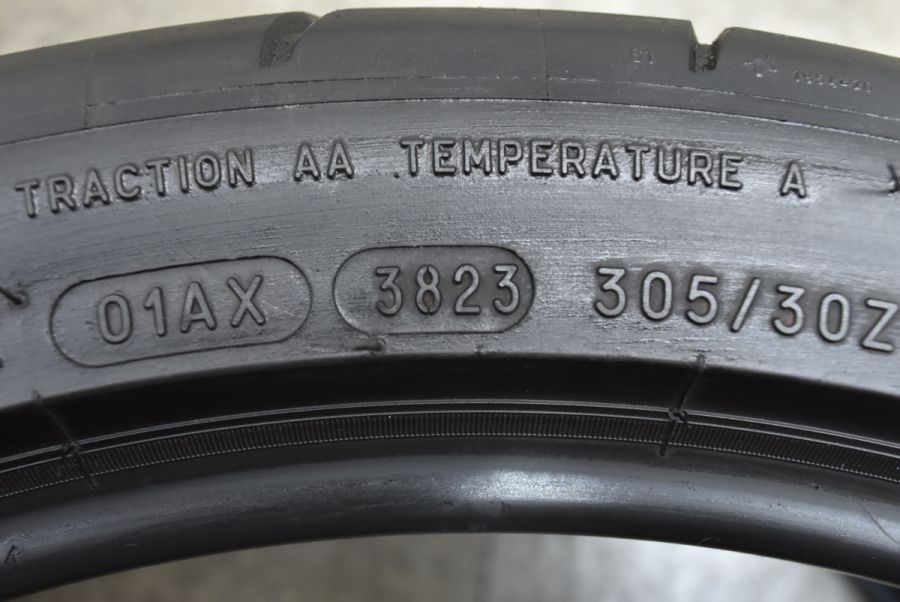 TRACTION AA TEMPERATURE A
01AX 3823 305/30Z